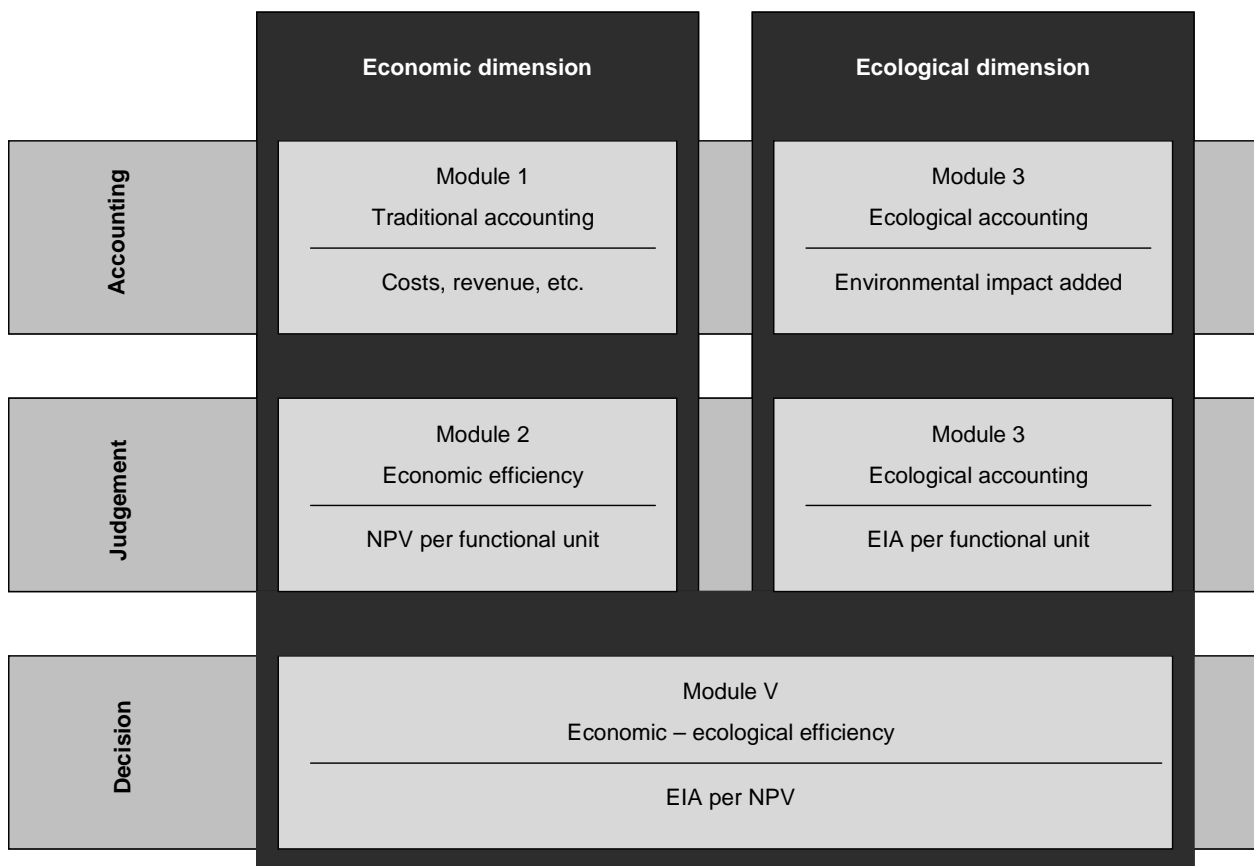 Economic dimension
Ecological dimension
Accounting
Module 1
Traditional accounting
Costs, revenue, etc.
Module 3
Ecological accounting
Environmental impact added
Judgement
Module 2
Economic efficiency
NPV per functional unit
Module 3
Ecological accounting
EIA per functional unit
Decision
Module V
Economic – ecological efficiency
EIA per NPV